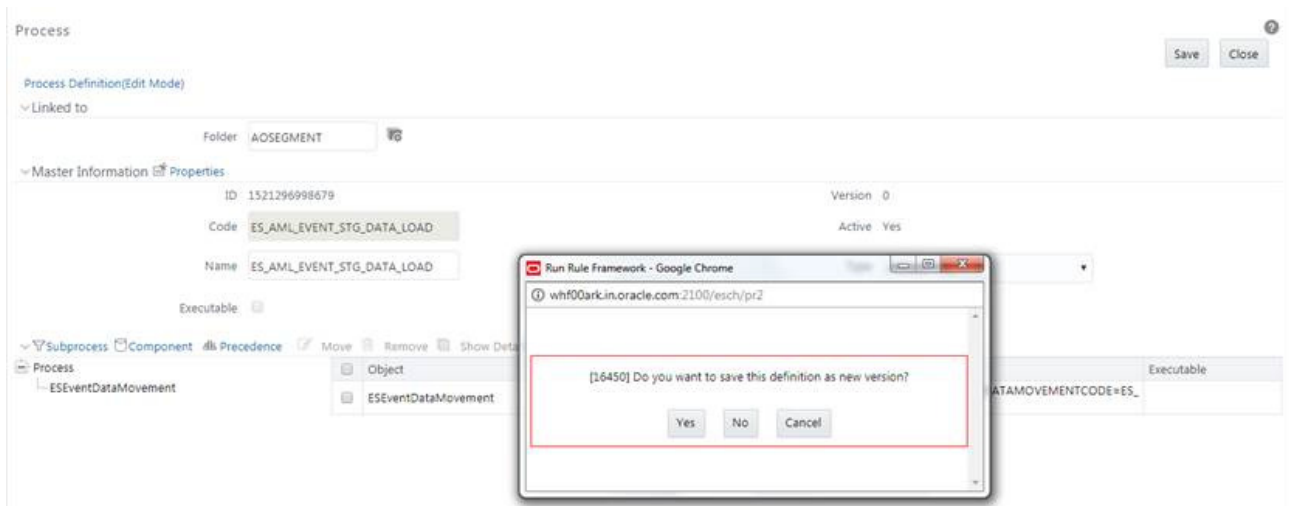 Process
Save Close
Process Definition(Edit Mode)
Linked to
Folder AOSEGMENT
Master Information Properties
ID 1521296998679 Version 0
Code ES_AML_EVENT_STG_DATA_LOAD Active Yes
Name ES_AML_EVENT_STG_DATA_LOAD
Run Rule Framework - Google Chrome
whf00ark.in.oracle.com:2100/esch/pr2
Executable
Subprocess Component Precedence Move Remove Show
Process Object Executable
[16450] Do you want to save this definition as new version?
ESEventDataMovement ESEventDataMovement ATAMOVEMENTCODE=ES_
Yes No Cancel